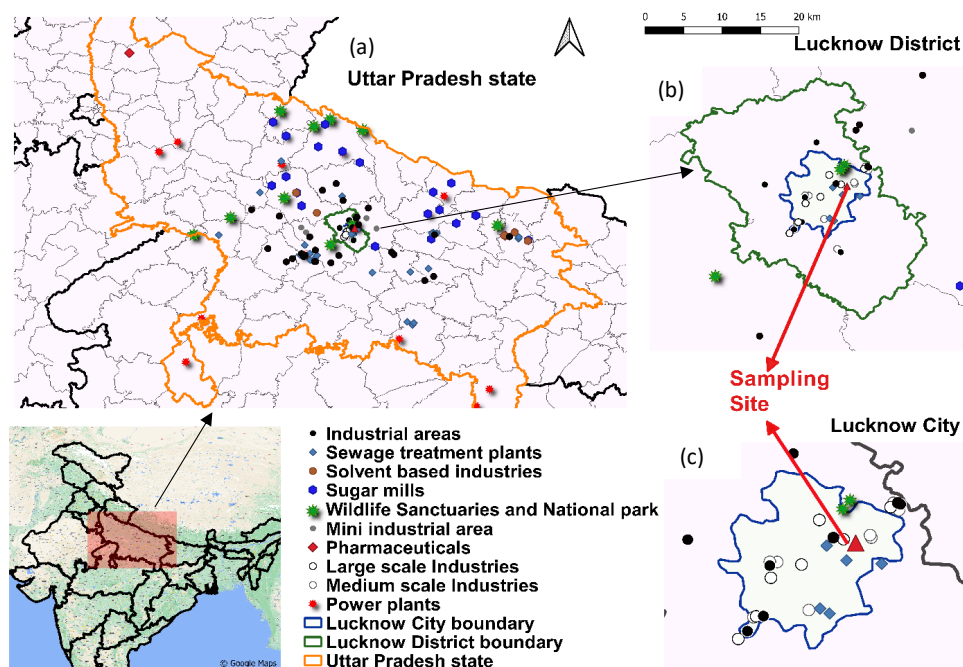 (a)
Uttar Pradesh state
0 5 10 15 20 km
Lucknow District
(b)
Sampling
Site
Lucknow City
(c)
Industrial areas
Sewage treatment plants
Solvent based industries
Sugar mills
Wildlife Sanctuaries and National park
Mini industrial area
Pharmaceuticals
Large scale Industries
Medium scale Industries
Power plants
Lucknow City boundary
Lucknow District boundary
Uttar Pradesh state
© Google Maps